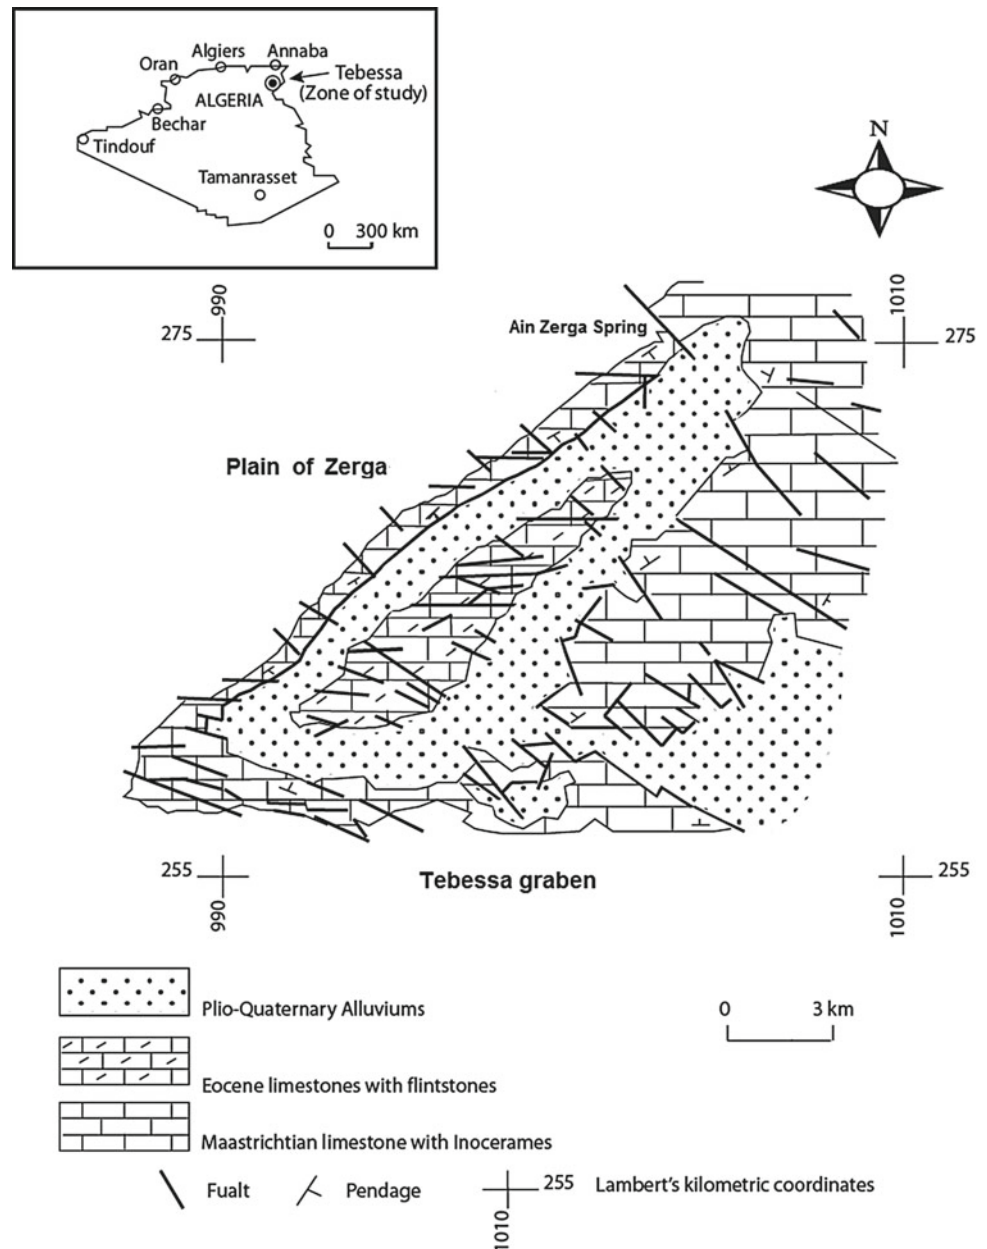 Algiers
Annaba
Oran
Tebessa
(Zone of study)
ALGERIA
Bechar
Tindouf
Tamanrasset
0 300 km
N
990
1010
275
275
Ain Zerga Spring
Plain of Zerga
255
255
Tebessa graben
990
1010
Plio-Quaternary Alluviums
0 3 km
Eocene limestones with flintstones
Maastrichtian limestone with Inocerames
Fualt
Pendage
255
Lambert's kilometric coordinates
1010